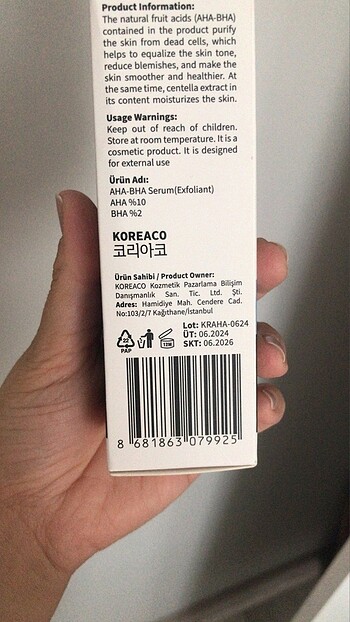 Product Information:
The natural fruit acids (AHA-BHA)
contained in the product purify
the skin from dead cells, which
helps to equalize the skin tone,
reduce blemishes, and make the
skin smoother and healthier. At
the same time, centella extract in
its content moisturizes the skin.
Usage Warnings:
Keep out of reach of children.
Store at room temperature. It is a
cosmetic product. It is designed
for external use
Ürün Adı:
AHA-BHA Serum(Exfoliant)
AHA %10
BHA %2
KOREACO
코리아코
Ürün Sahibi / Product Owner:
KOREACO Kozmetik Pazarlama Bilişim
Danışmanlık San. Tic. Ltd. Şti.
Adres: Hamidiye Mah. Cendere Cad.
No:103/2/7 Kağıthane/İstanbul
Lot: KRAHA-0624
ÜT: 06.2024
SKT: 06.2026
PAP
12M
8 681863 079925